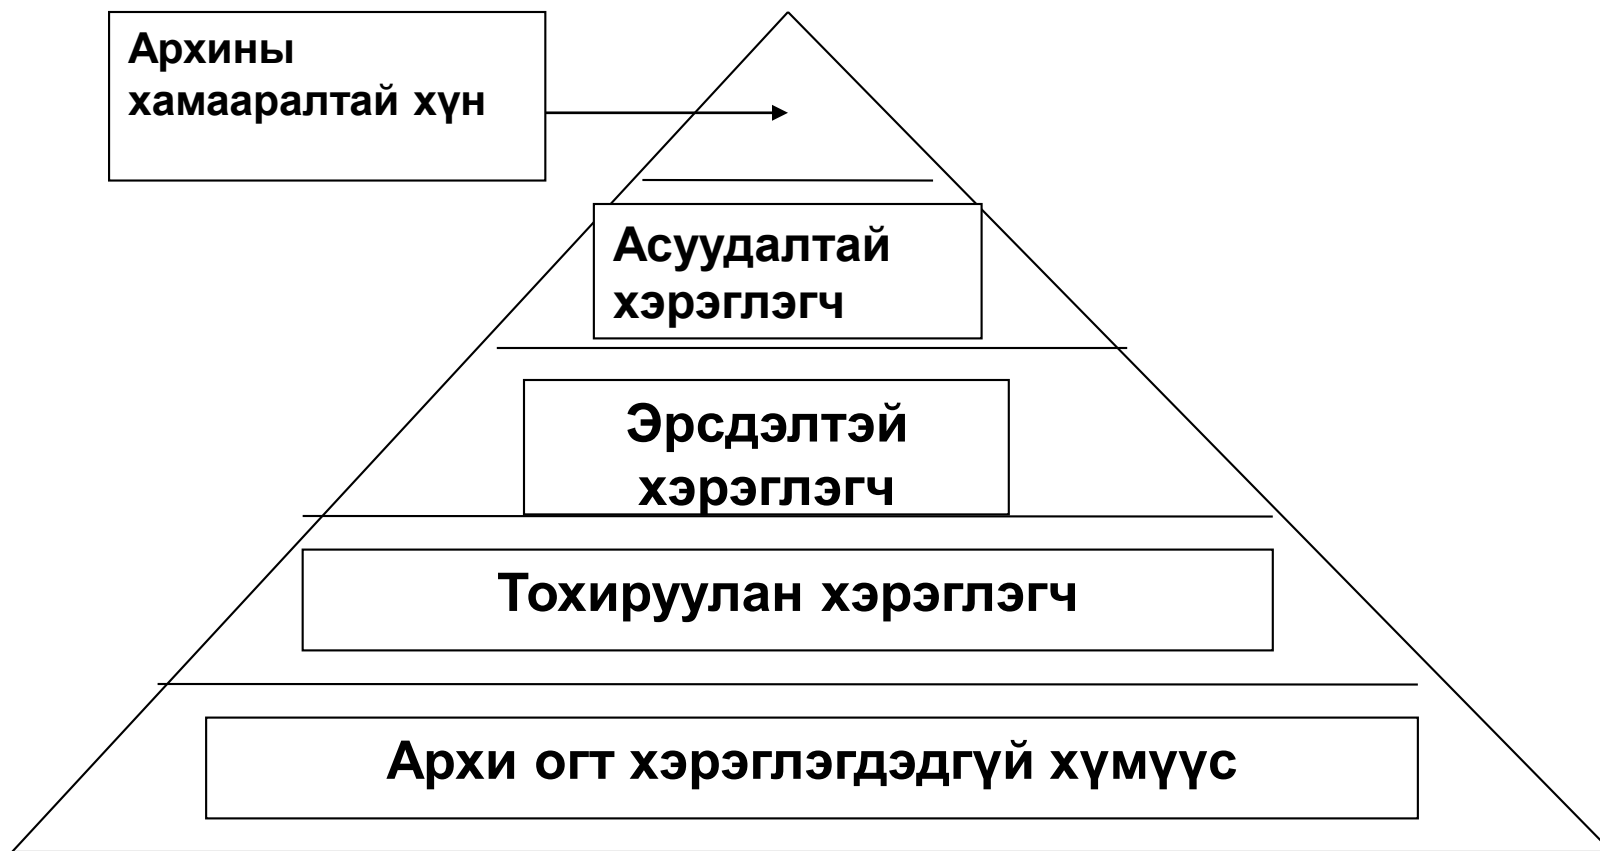 Архины
хамааралтай хүн
Асуудалтай
хэрэглэгч
Эрсдэлтэй
хэрэглэгч
Тохируулан хэрэглэгч
Архи огт хэрэглэгдэдгүй хүмүүс